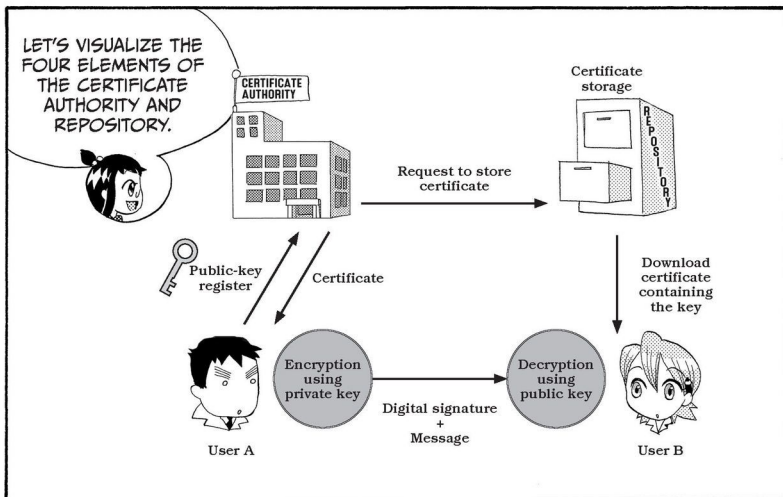 LET'S VISUALIZE THE
FOUR ELEMENTS OF
THE CERTIFICATE
AUTHORITY AND
REPOSITORY.
CERTIFICATE
AUTHORITY
Certificate
storage
REPOSITORY
Request to store
certificate
Public-key
register
Certificate
Download
certificate
containing
the key
Encryption
using
private key
Digital signature
+
Message
Decryption
using
public key
User A
User B